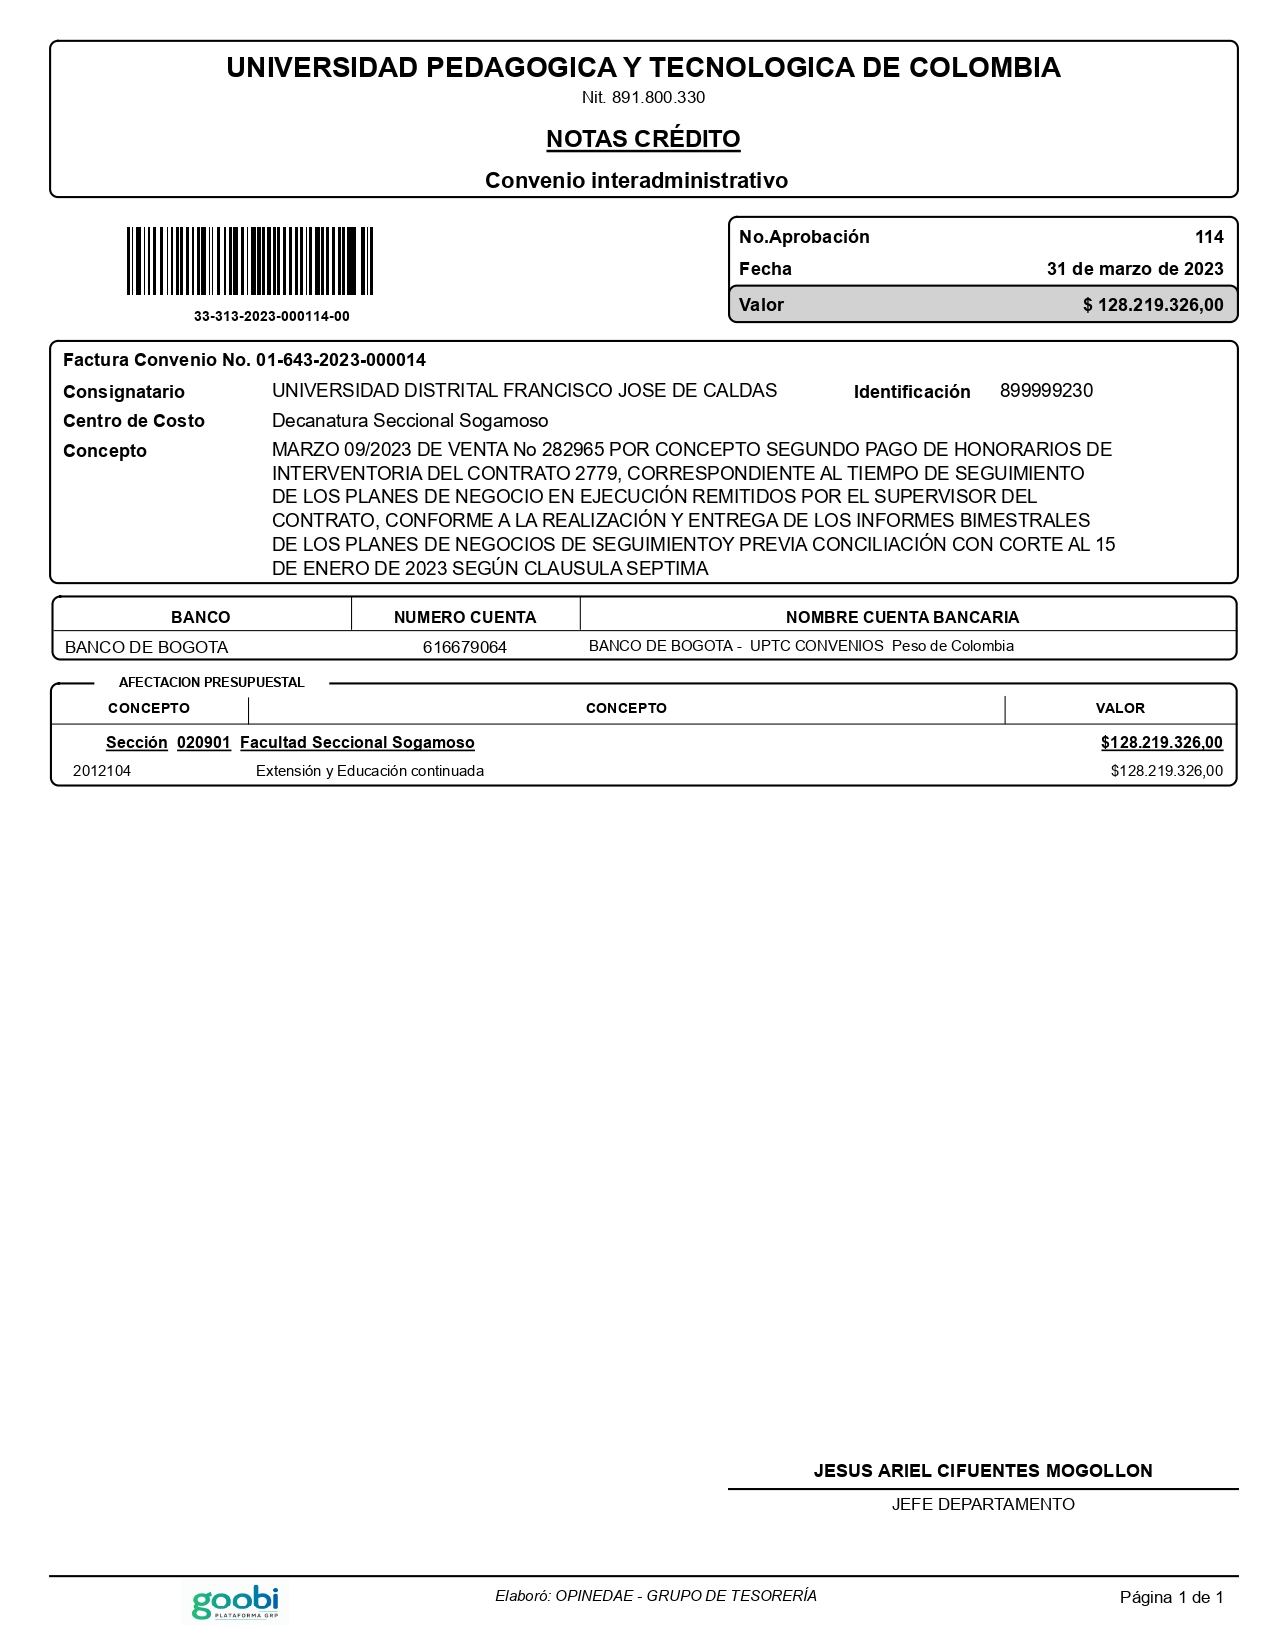 UNIVERSIDAD PEDAGOGICA Y TECNOLOGICA DE COLOMBIA
Nit. 891.800.330
NOTAS CRÉDITO
Convenio interadministrativo
33-313-2023-000114-00
No.Aprobación 114
Fecha 31 de marzo de 2023
Valor $ 128.219.326,00
Factura Convenio No. 01-643-2023-000014
Consignatario UNIVERSIDAD DISTRITAL FRANCISCO JOSE DE CALDAS Identificación 899999230
Centro de Costo Decanatura Seccional Sogamoso
Concepto MARZO 09/2023 DE VENTA No 282965 POR CONCEPTO SEGUNDO PAGO DE HONORARIOS DE
INTERVENTORIA DEL CONTRATO 2779, CORRESPONDIENTE AL TIEMPO DE SEGUIMIENTO
DE LOS PLANES DE NEGOCIO EN EJECUCIÓN REMITIDOS POR EL SUPERVISOR DEL
CONTRATO, CONFORME A LA REALIZACIÓN Y ENTREGA DE LOS INFORMES BIMESTRALES
DE LOS PLANES DE NEGOCIOS DE SEGUIMIENTOY PREVIA CONCILIACIÓN CON CORTE AL 15
DE ENERO DE 2023 SEGÚN CLAUSULA SEPTIMA
BANCO NUMERO CUENTA NOMBRE CUENTA BANCARIA
BANCO DE BOGOTA 616679064 BANCO DE BOGOTA - UPTC CONVENIOS Peso de Colombia
AFECTACION PRESUPUESTAL
CONCEPTO CONCEPTO VALOR
Sección 020901 Facultad Seccional Sogamoso $128.219.326,00
2012104 Extensión y Educación continuada $128.219.326,00
JESUS ARIEL CIFUENTES MOGOLLON
JEFE DEPARTAMENTO
goobi
PLATAFORMA GRP
Elaboró: OPINEDAE - GRUPO DE TESORERÍA
Página 1 de 1